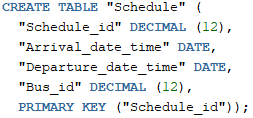 CREATE TABLE "Schedule" (
"Schedule_id" DECIMAL (12),
"Arrival_date_time" DATE,
"Departure_date_time" DATE,
"Bus_id" DECIMAL (12),
PRIMARY KEY ("Schedule_id"));